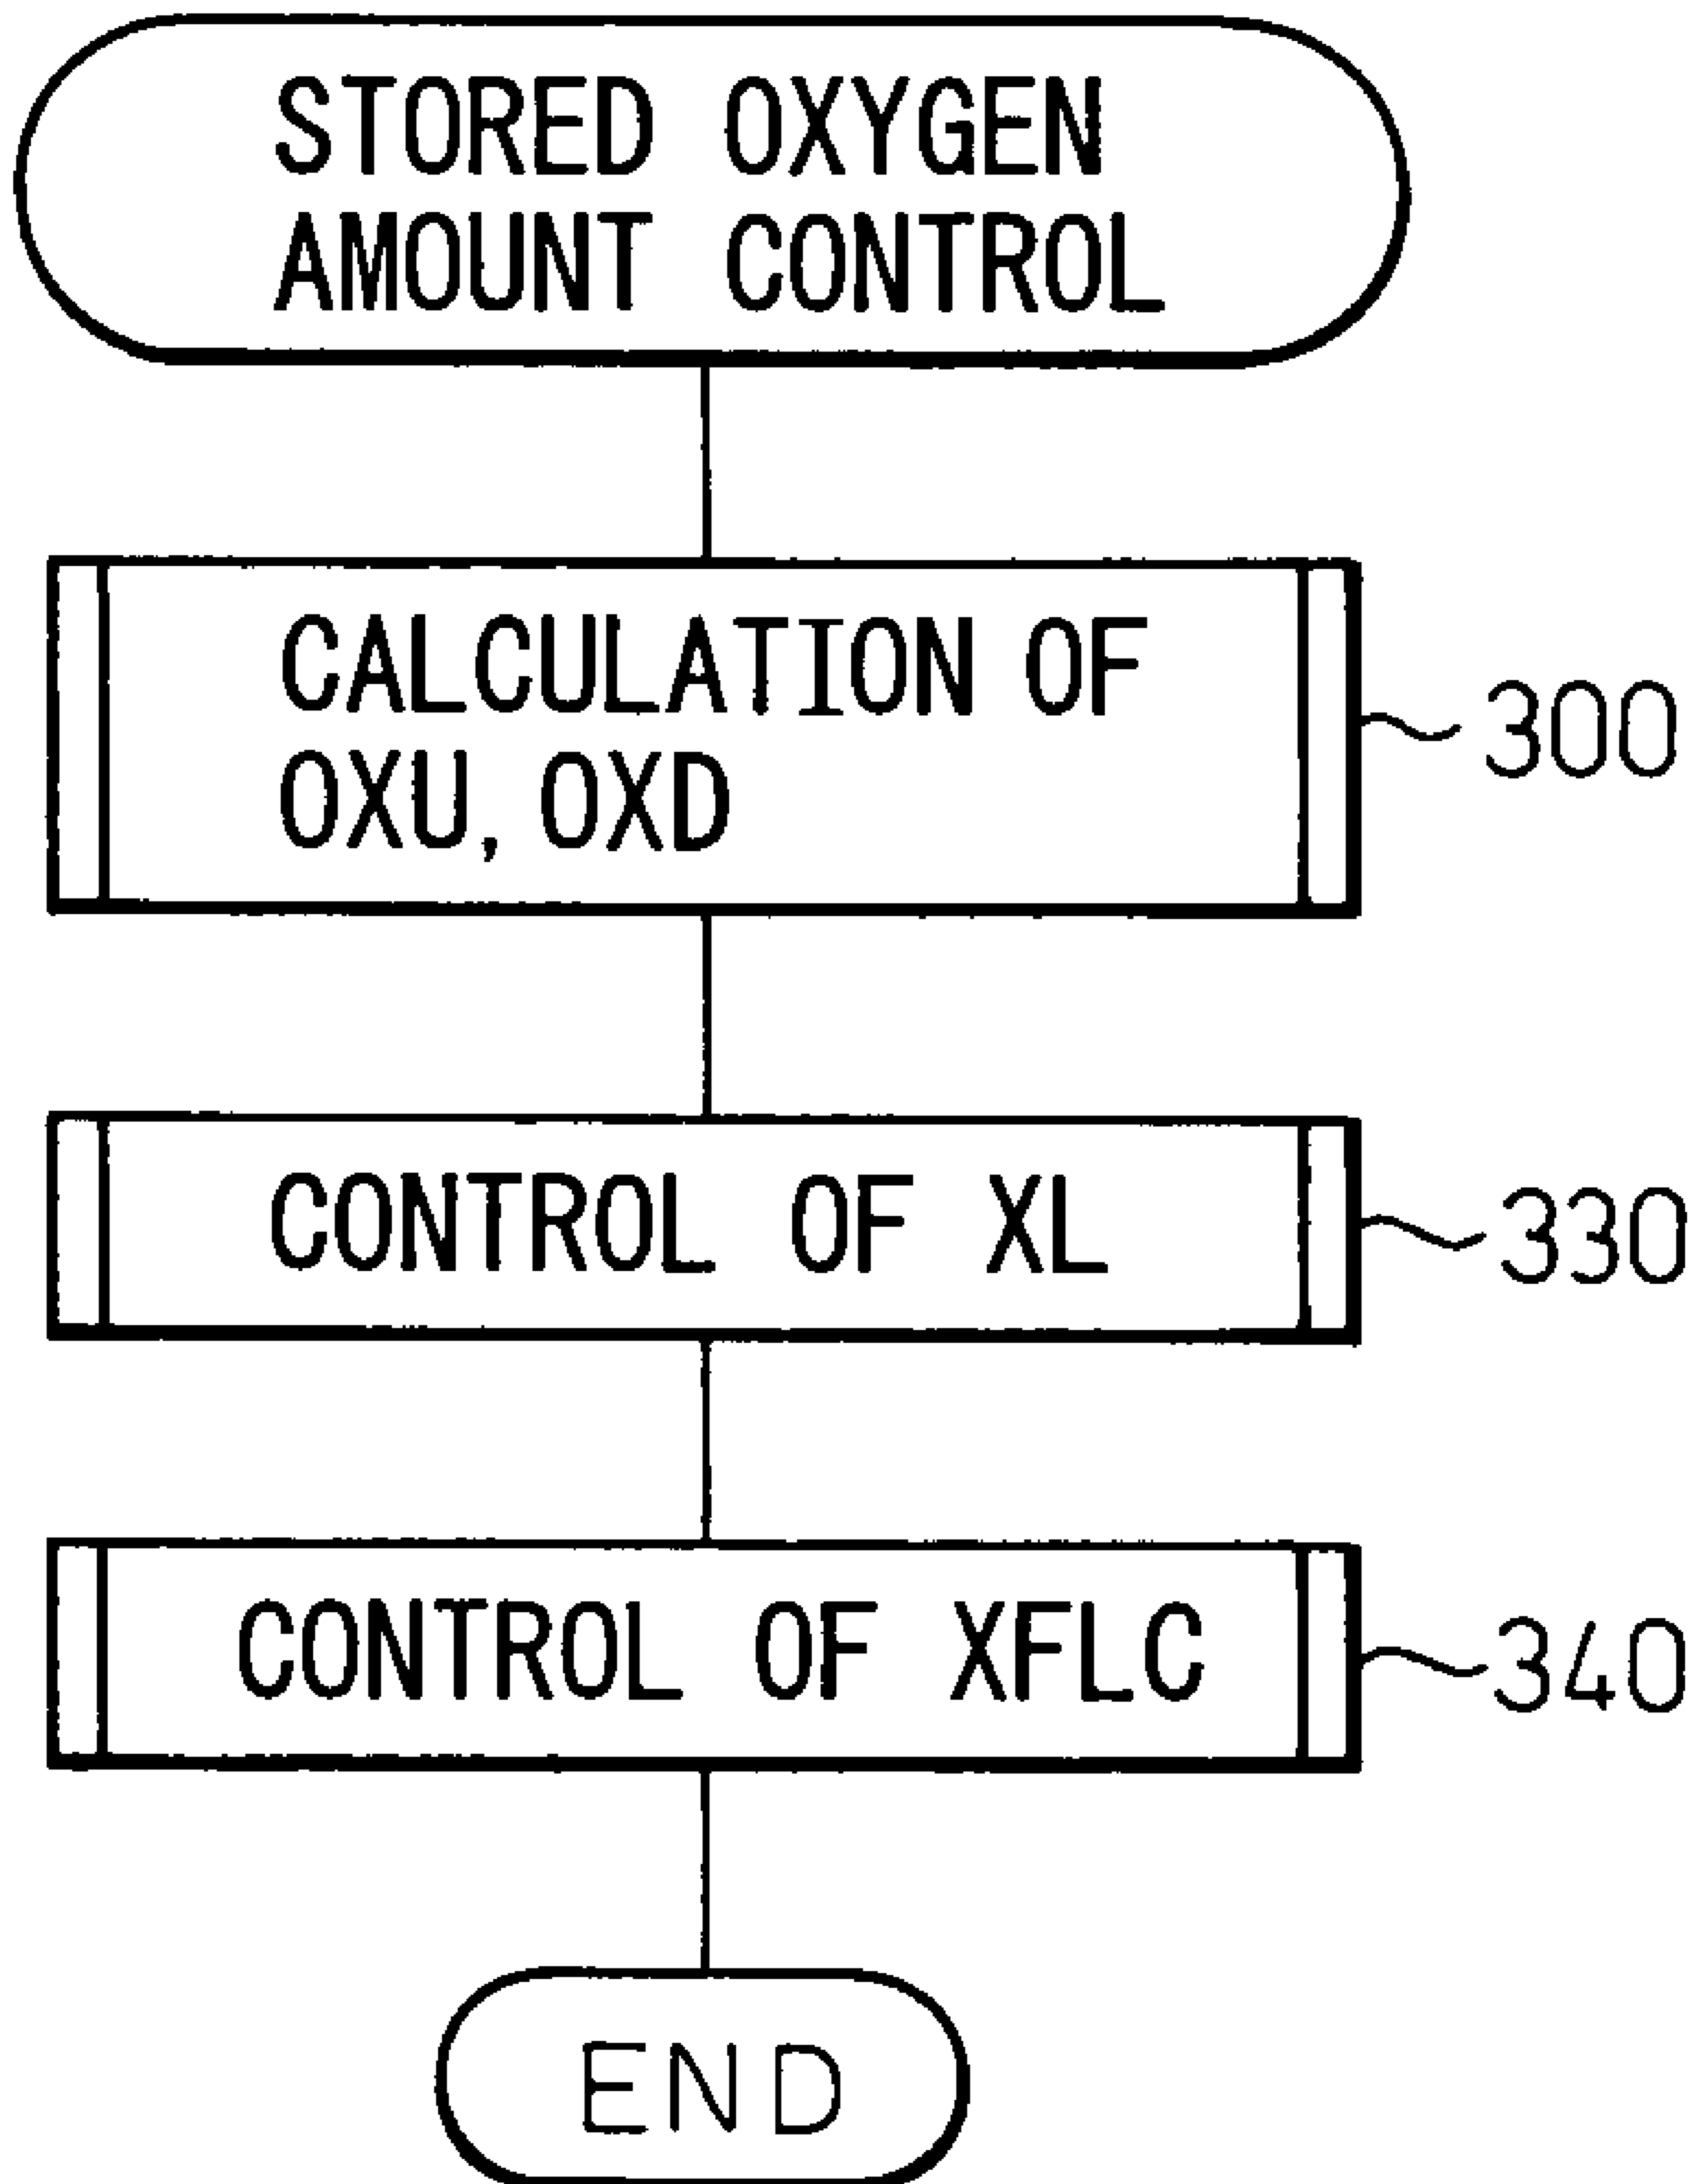 STORED OXYGEN
AMOUNT CONTROL
CALCULATION OF
OXU, OXD
300
CONTROL OF XL
330
CONTROL OF XFLC
340
END